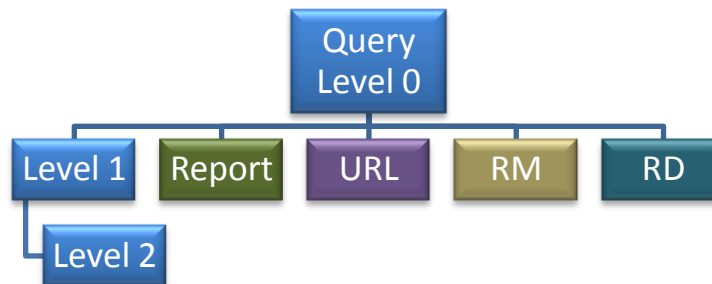 Query
Level 0
Level 1
Report
URL
RM
RD
Level 2